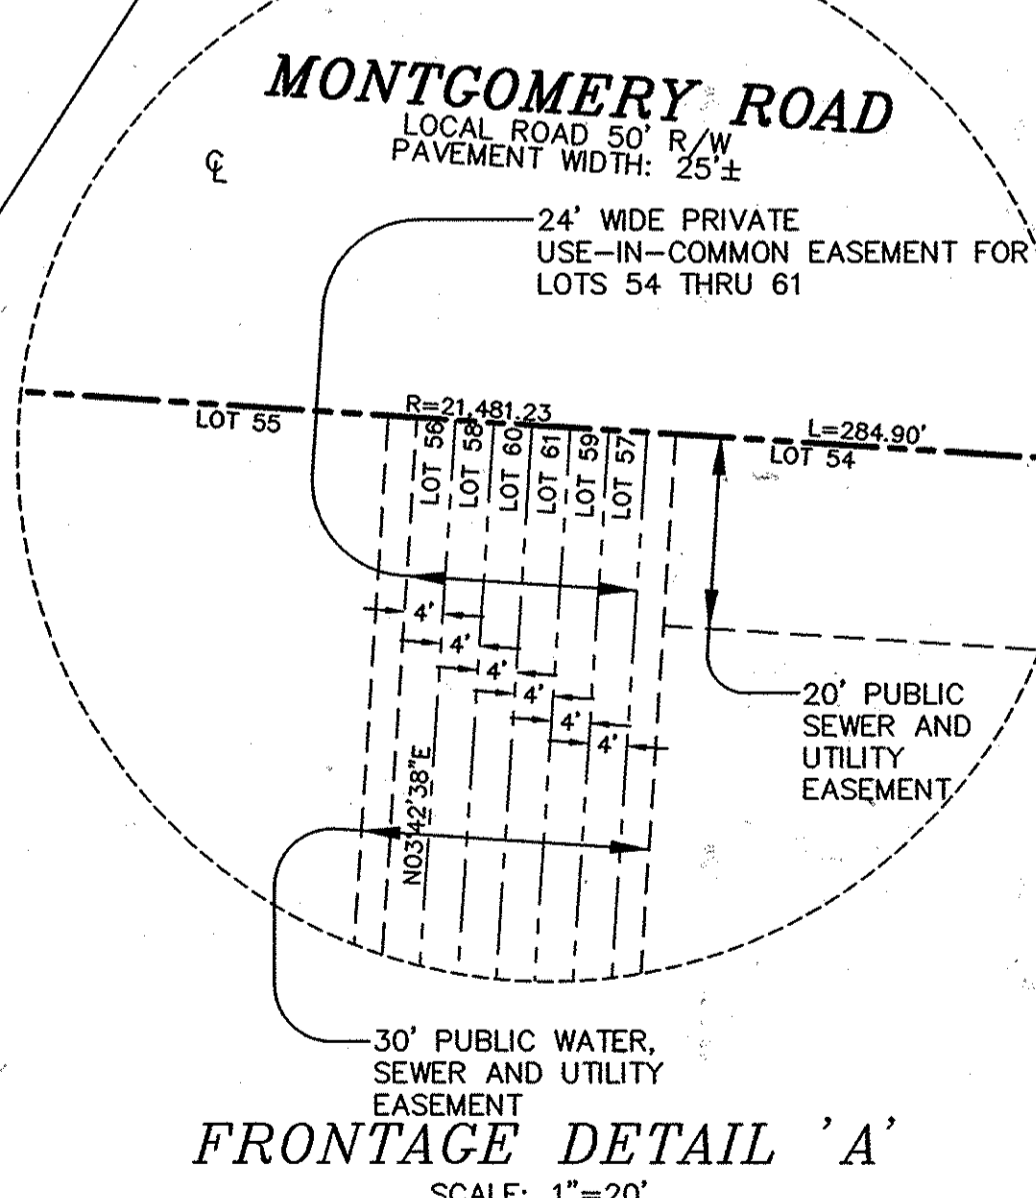 MONTGOMERY ROAD
LOCAL ROAD 50' R/W
PAVEMENT WIDTH: 25'±
℄
24' WIDE PRIVATE
USE-IN-COMMON EASEMENT FOR
LOTS 54 THRU 61
R=21,481.23
L=284.90'
LOT 55
LOT 56
LOT 58
LOT 60
LOT 61
LOT 59
LOT 57
LOT 54
4'
4'
4'
4'
4'
4'
N03°42'38"E
20' PUBLIC
SEWER AND
UTILITY
EASEMENT
30' PUBLIC WATER,
SEWER AND UTILITY
EASEMENT
FRONTAGE DETAIL 'A'
SCALE: 1"=20'